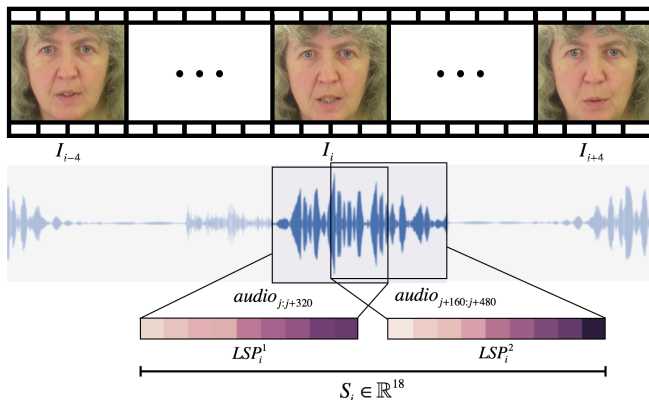 I_{i-4} I_i I_{i+4}
audio_{j:j+320} audio_{j+160:j+480}
LSP_i^1 LSP_i^2
S_i ∈ ℝ^{18}